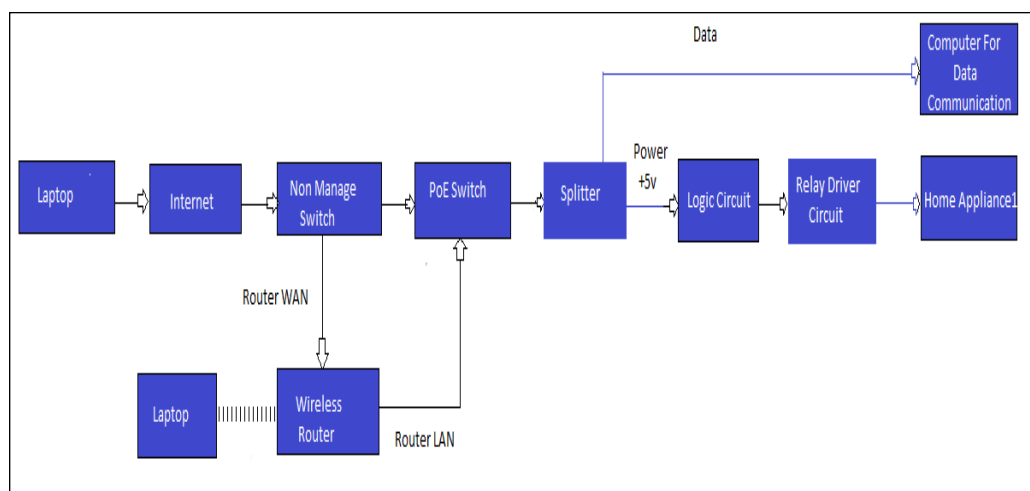 Data
Computer For
Data
Communication
Laptop
Internet
Non Manage
Switch
PoE Switch
Splitter
Power
+5v
Logic Circuit
Relay Driver
Circuit
Home Appliance1
Router WAN
Laptop
Wireless
Router
Router LAN